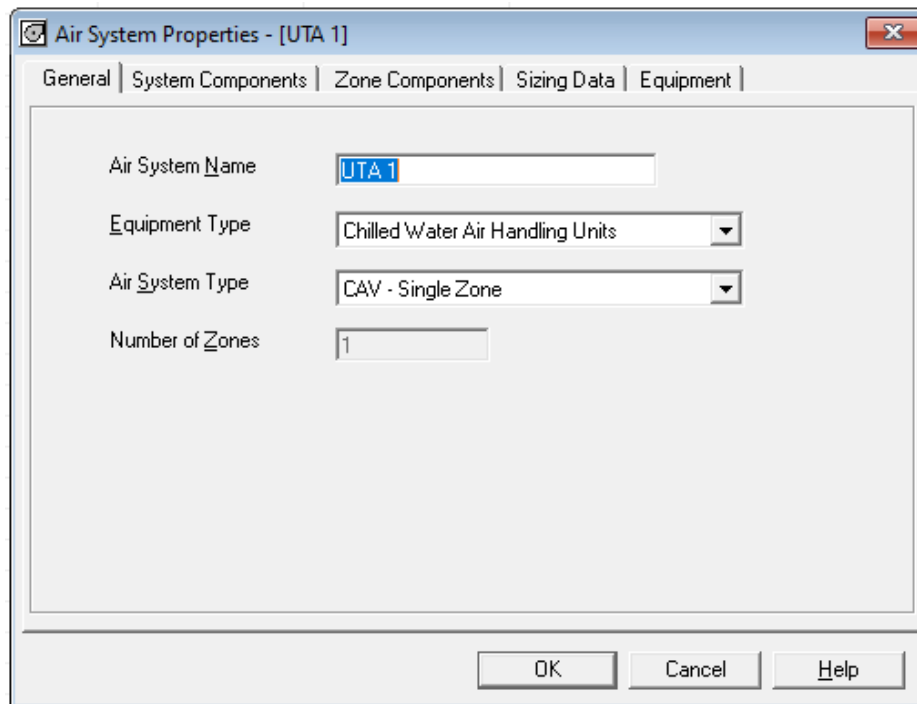 Air System Properties - [UTA 1]
General System Components Zone Components Sizing Data Equipment
Air System Name UTA 1
Equipment Type Chilled Water Air Handling Units
Air System Type CAV - Single Zone
Number of Zones 1
OK Cancel Help